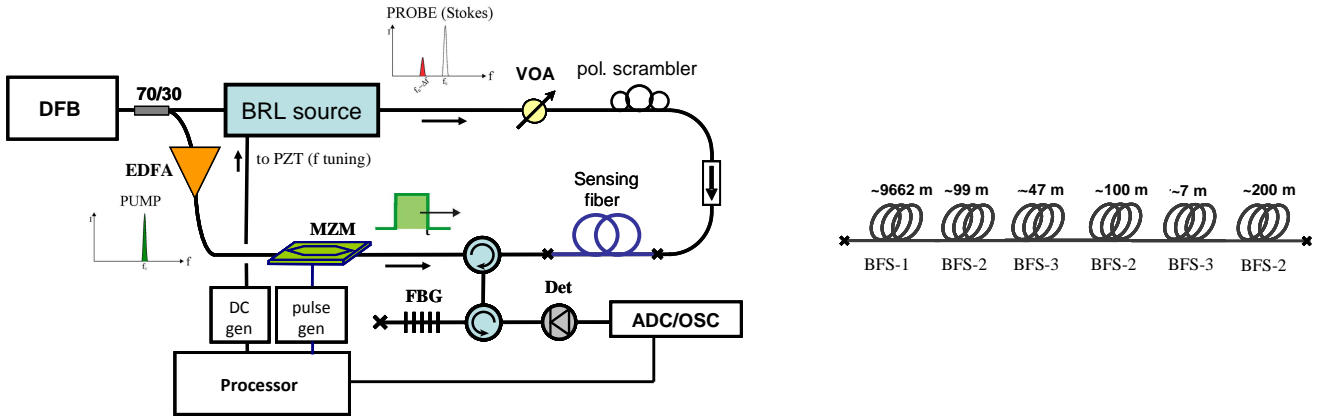 PROBE (Stokes)
I
f
f₀-Δf
f₀
DFB
70/30
BRL source
VOA
pol. scrambler
EDFA
to PZT (f tuning)
PUMP
I
f
f₀
MZM
t
Sensing
fiber
DC
gen
pulse
gen
FBG
Det
ADC/OSC
Processor
~9662 m
~99 m
~47 m
~100 m
~7 m
~200 m
BFS-1
BFS-2
BFS-3
BFS-2
BFS-3
BFS-2